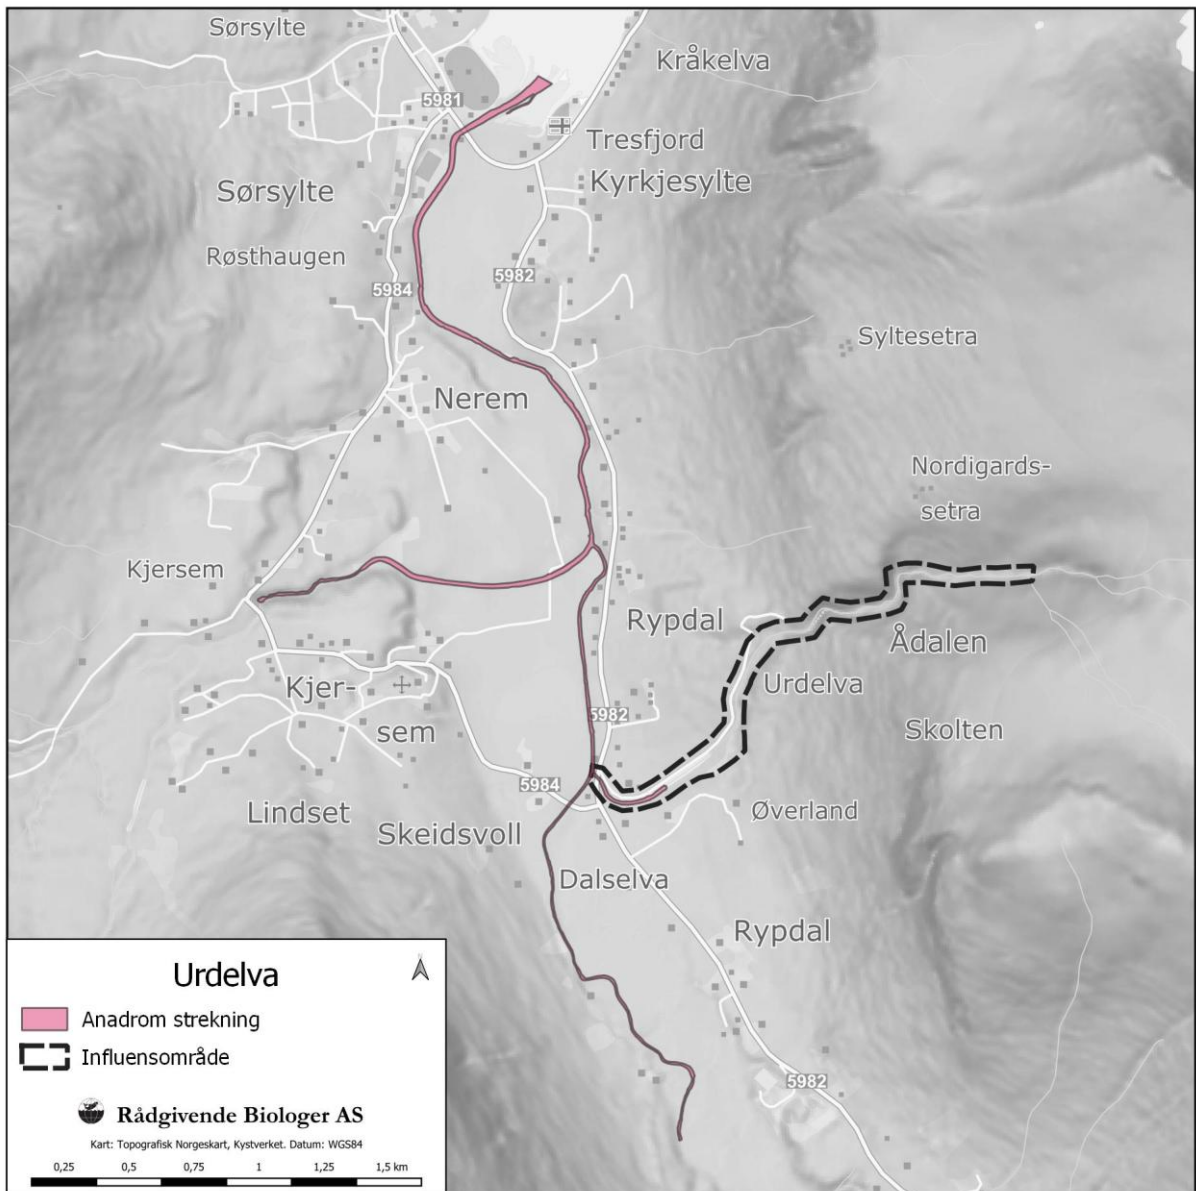 Sørsylte
Kråkelva
5981
Tresfjord
Kyrkjesylte
Sørsylte
Røsthaugen
5982
5984
Syltesetra
Nerem
Nordigards-
setra
Kjersem
Rypdal
Ådalen
Urdelva
Kjer-
sem
5982
Skolten
5984
Lindset
Skeidsvoll
Øverland
Dalselva
Rypdal
5982
Urdelva
Anadrom strekning
Influensområde
Rådgivende Biologer AS
Kart: Topografisk Norgeskart, Kystverket. Datum: WGS84
0,25 0,5 0,75 1 1,25 1,5 km